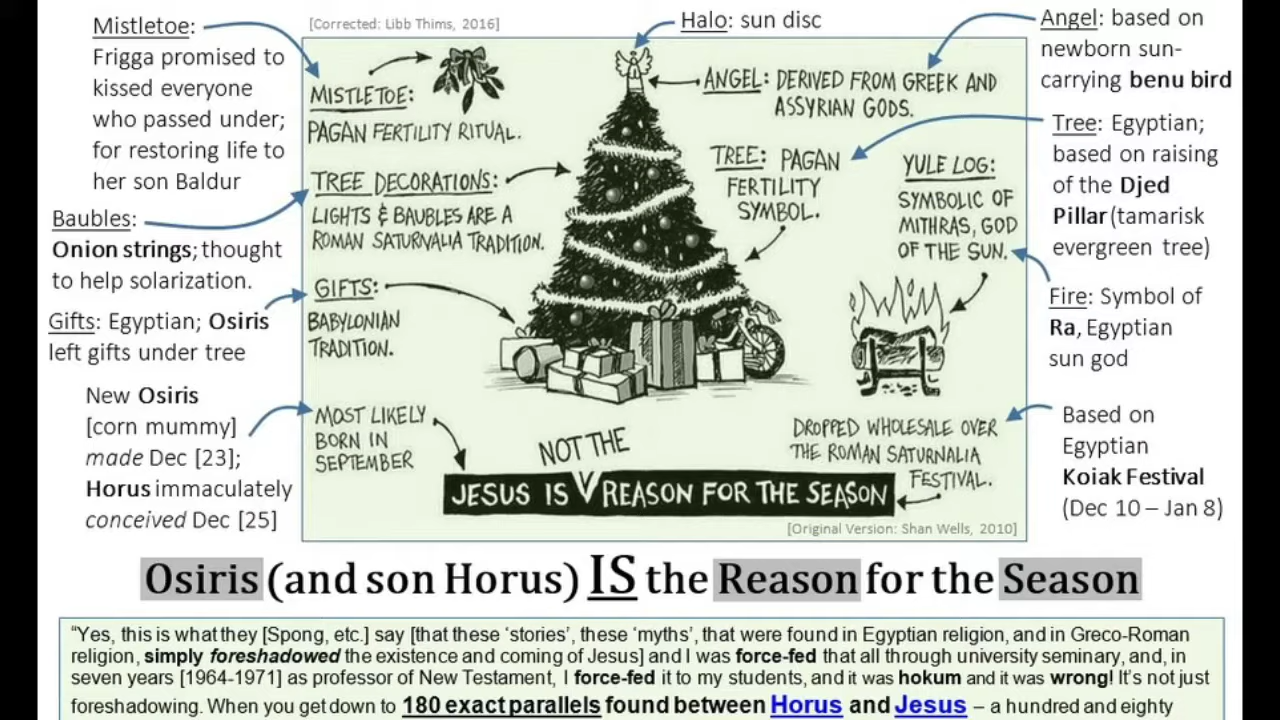 Mistletoe:
Frigga promised to
kissed everyone
who passed under;
for restoring life to
her son Baldur
Baubles:
Onion strings; thought
to help solarization.
Gifts: Egyptian; Osiris
left gifts under tree
New Osiris
[corn mummy]
made Dec [23];
Horus immaculately
conceived Dec [25]
[Corrected: Libb Thims, 2016]
Halo: sun disc
MISTLETOE:
PAGAN FERTILITY RITUAL.
TREE DECORATIONS:
LIGHTS & BAUBLES ARE A
ROMAN SATURNALIA TRADITION.
GIFTS:
BABYLONIAN
TRADITION.
MOST LIKELY
BORN IN
SEPTEMBER
ANGEL: DERIVED FROM GREEK AND
ASSYRIAN GODS.
TREE: PAGAN
FERTILITY
SYMBOL.
YULE LOG:
SYMBOLIC OF
MITHRAS, GOD
OF THE SUN.
DROPPED WHOLESALE OVER
THE ROMAN SATURNALIA
FESTIVAL.
NOT THE
JESUS IS V REASON FOR THE SEASON
[Original Version: Shan Wells, 2010]
Angel: based on
newborn sun-
carrying benu bird
Tree: Egyptian;
based on raising
of the Djed
Pillar (tamarisk
evergreen tree)
Fire: Symbol of
Ra, Egyptian
sun god
Based on
Egyptian
Koiak Festival
(Dec 10 – Jan 8)
Osiris (and son Horus) IS the Reason for the Season
“Yes, this is what they [Spong, etc.] say [that these ‘stories’, these ‘myths’, that were found in Egyptian religion, and in Greco-Roman
religion, simply foreshadowed the existence and coming of Jesus] and I was force-fed that all through university seminary, and, in
seven years [1964-1971] as professor of New Testament, I force-fed it to my students, and it was hokum and it was wrong! It’s not just
foreshadowing. When you get down to 180 exact parallels found between Horus and Jesus – a hundred and eighty